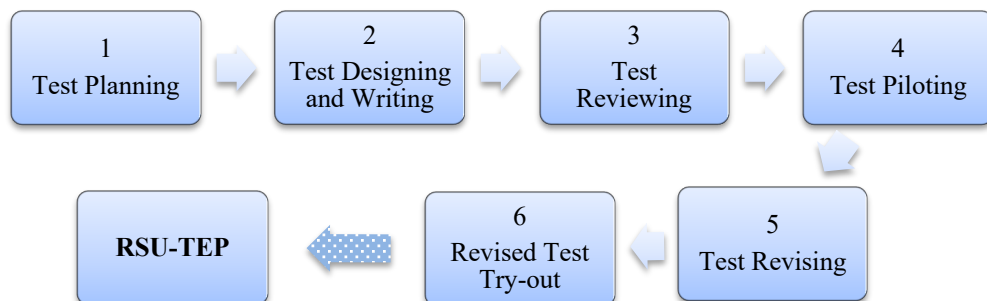 1
Test Planning
2
Test Designing
and Writing
3
Test
Reviewing
4
Test Piloting
5
Test Revising
6
Revised Test
Try-out
RSU-TEP